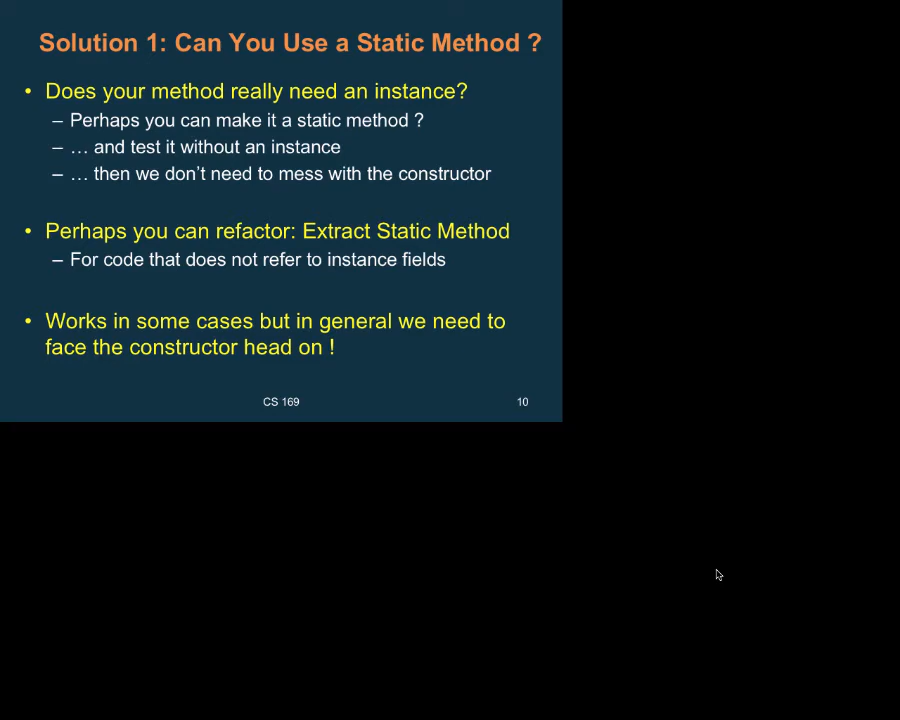 Solution 1: Can You Use a Static Method ?
• Does your method really need an instance?
– Perhaps you can make it a static method ?
– … and test it without an instance
– … then we don’t need to mess with the constructor
• Perhaps you can refactor: Extract Static Method
– For code that does not refer to instance fields
• Works in some cases but in general we need to
face the constructor head on !
CS 169
10